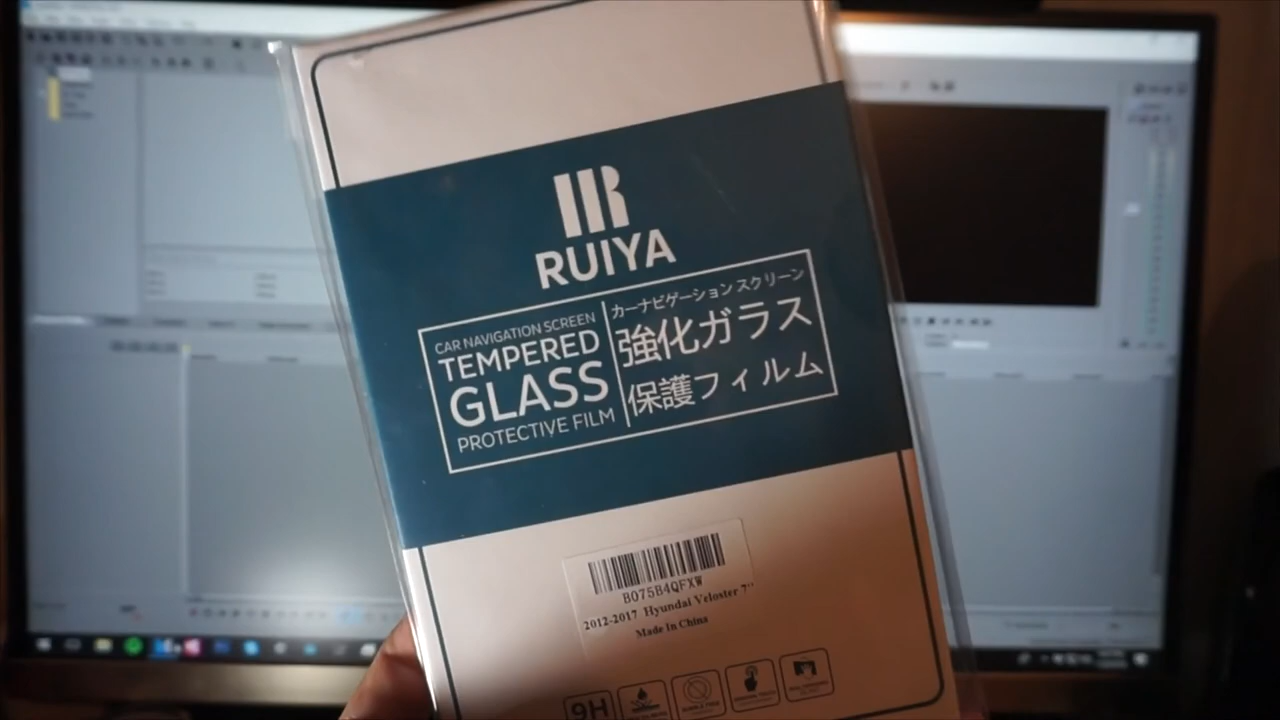 RUIYA
CAR NAVIGATION SCREEN
TEMPERED
GLASS
PROTECTIVE FILM
カーナビゲーションスクリーン
強化ガラス
保護フィルム
B075B4QFXW
2012-2017 Hyundai Veloster 7"
Made In China
9H